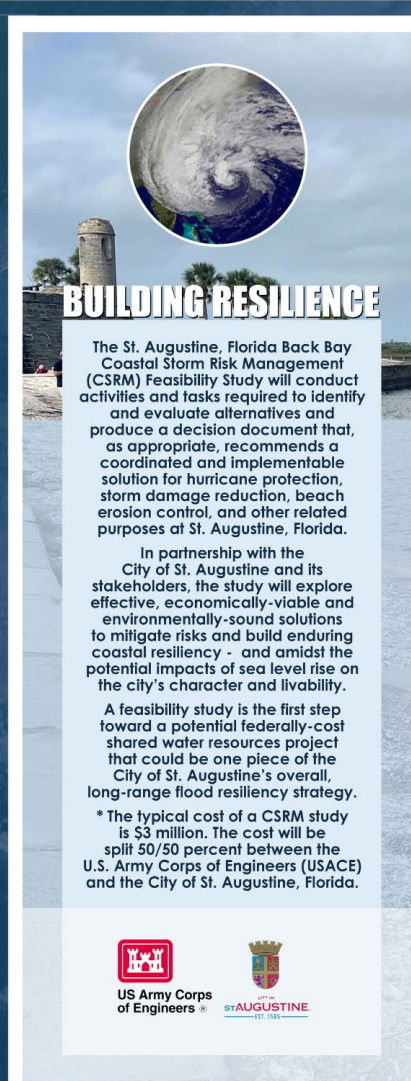 BUILDING RESILIENCE
The St. Augustine, Florida Back Bay
Coastal Storm Risk Management
(CSRM) Feasibility Study will conduct
activities and tasks required to identify
and evaluate alternatives and
produce a decision document that,
as appropriate, recommends a
coordinated and implementable
solution for hurricane protection,
storm damage reduction, beach
erosion control, and other related
purposes at St. Augustine, Florida.
In partnership with the
City of St. Augustine and its
stakeholders, the study will explore
effective, economically-viable and
environmentally-sound solutions
to mitigate risks and build enduring
coastal resiliency - and amidst the
potential impacts of sea level rise on
the city's character and livability.
A feasibility study is the first step
toward a potential federally-cost
shared water resources project
that could be one piece of the
City of St. Augustine's overall,
long-range flood resiliency strategy.
* The typical cost of a CSRM study
is $3 million. The cost will be
split 50/50 percent between the
U.S. Army Corps of Engineers (USACE)
and the City of St. Augustine, Florida.
US Army Corps
of Engineers ®
CITY OF
ST AUGUSTINE
EST. 1565